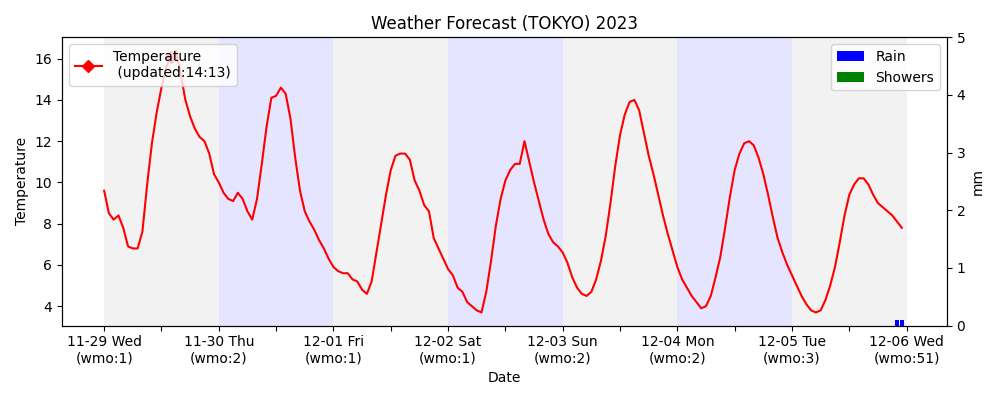 Weather Forecast (TOKYO) 2023
Temperature
(updated:14:13)
Rain
Showers
Temperature
16
14
12
10
8
6
4
5
4
3
2
1
0
mm
11-29 Wed
(wmo:1)
11-30 Thu
(wmo:2)
12-01 Fri
(wmo:1)
12-02 Sat
(wmo:1)
12-03 Sun
(wmo:2)
12-04 Mon
(wmo:2)
12-05 Tue
(wmo:3)
12-06 Wed
(wmo:51)
Date